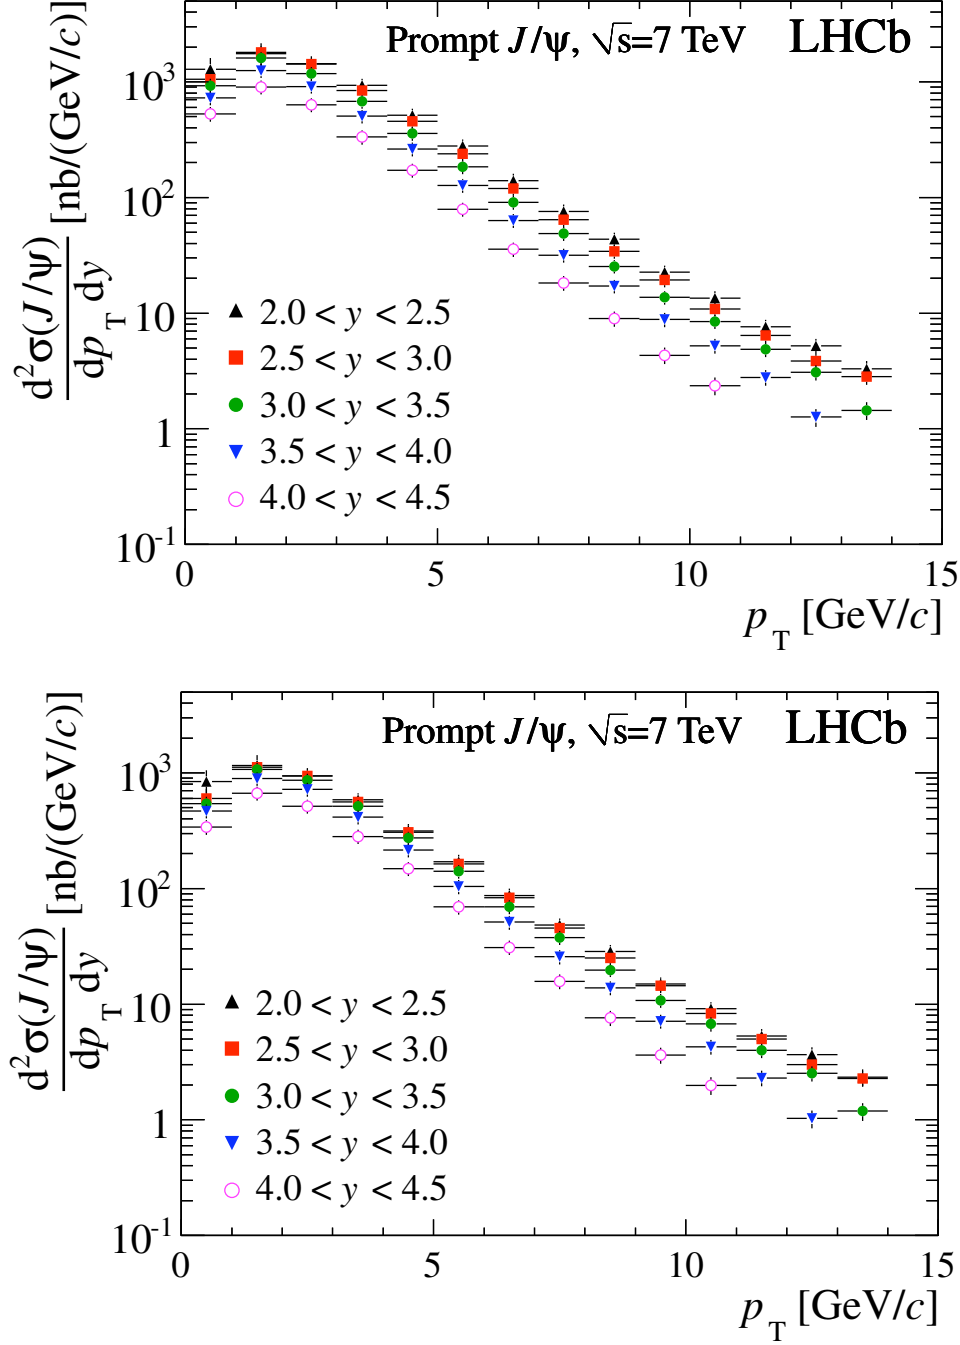 Prompt J/ψ, √s=7 TeV LHCb
d²σ(J/ψ)
dp_T dy
[nb/(GeV/c)]
10³
10²
10
1
10⁻¹
2.0 < y < 2.5
2.5 < y < 3.0
3.0 < y < 3.5
3.5 < y < 4.0
4.0 < y < 4.5
0 5 10 15
p_T [GeV/c]
Prompt J/ψ, √s=7 TeV LHCb
d²σ(J/ψ)
dp_T dy
[nb/(GeV/c)]
10³
10²
10
1
10⁻¹
2.0 < y < 2.5
2.5 < y < 3.0
3.0 < y < 3.5
3.5 < y < 4.0
4.0 < y < 4.5
0 5 10 15
p_T [GeV/c]